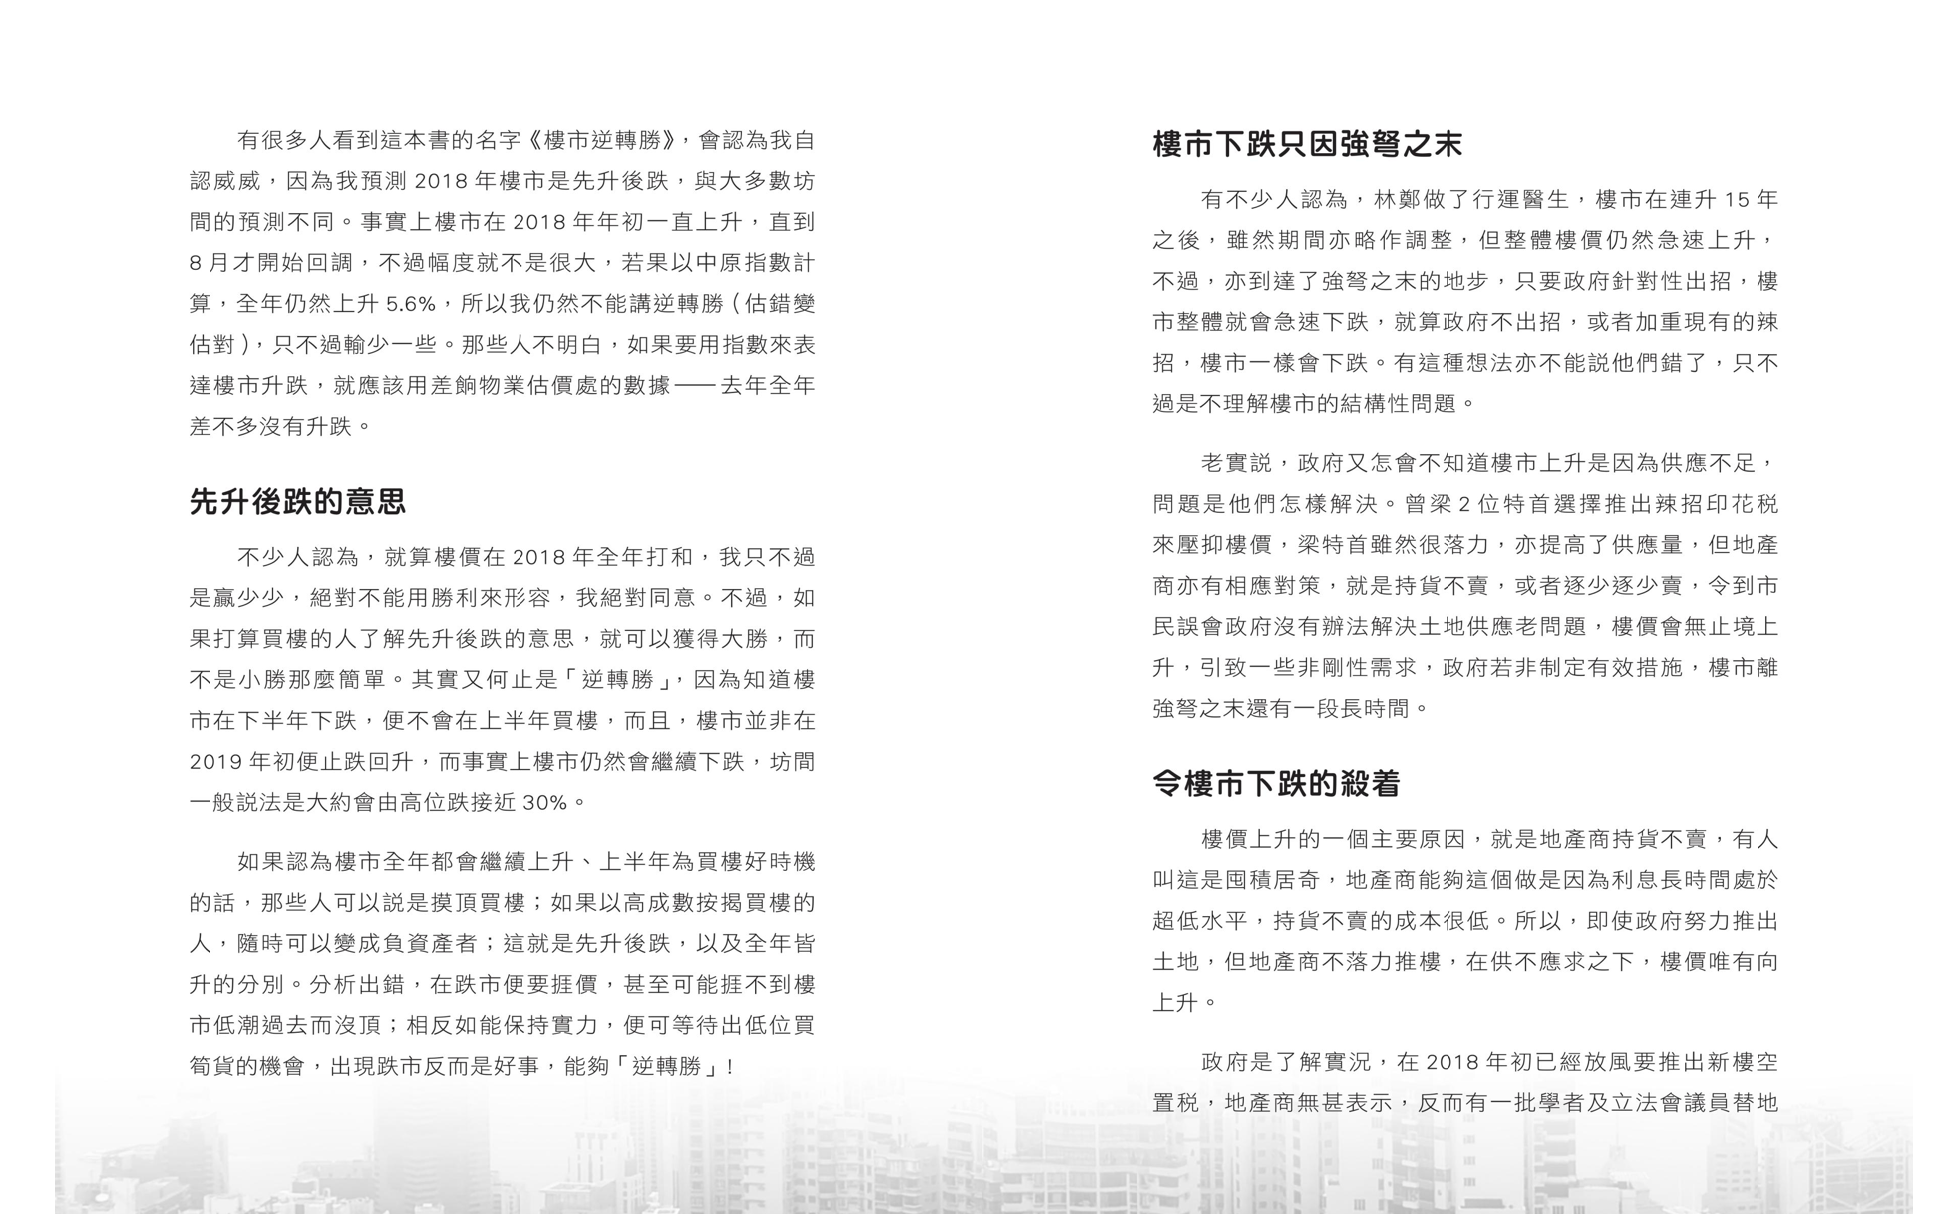 有很多人看到這本書的名字《樓市逆轉勝》，會認為我自
認威威，因為我預測 2018 年樓市是先升後跌，與大多數坊
間的預測不同。事實上樓市在 2018 年年初一直上升，直到
8 月才開始回調，不過幅度就不是很大，若果以中原指數計
算，全年仍然上升 5.6%，所以我仍然不能講逆轉勝（估錯變
估對），只不過輸少一些。那些人不明白，如果要用指數來表
達樓市升跌，就應該用差餉物業估價處的數據——去年全年
差不多沒有升跌。
先升後跌的意思
不少人認為，就算樓價在 2018 年全年打和，我只不過
是贏少少，絕對不能用勝利來形容，我絕對同意。不過，如
果打算買樓的人了解先升後跌的意思，就可以獲得大勝，而
不是小勝那麼簡單。其實又何止是「逆轉勝」，因為知道樓
市在下半年下跌，便不會在上半年買樓，而且，樓市並非在
2019 年初便止跌回升，而事實上樓市仍然會繼續下跌，坊間
一般説法是大約會由高位跌接近 30%。
如果認為樓市全年都會繼續上升、上半年為買樓好時機
的話，那些人可以説是摸頂買樓；如果以高成數按揭買樓的
人，隨時可以變成負資產者；這就是先升後跌，以及全年皆
升的分別。分析出錯，在跌市便要捱價，甚至可能捱不到樓
市低潮過去而沒頂；相反如能保持實力，便可等待出低位買
筍貨的機會，出現跌市反而是好事，能夠「逆轉勝」!
樓市下跌只因強弩之末
有不少人認為，林鄭做了行運醫生，樓市在連升 15 年
之後，雖然期間亦略作調整，但整體樓價仍然急速上升，
不過，亦到達了強弩之末的地步，只要政府針對性出招，樓
市整體就會急速下跌，就算政府不出招，或者加重現有的辣
招，樓市一樣會下跌。有這種想法亦不能説他們錯了，只不
過是不理解樓市的結構性問題。
老實説，政府又怎會不知道樓市上升是因為供應不足，
問題是他們怎樣解決。曾梁 2 位特首選擇推出辣招印花税
來壓抑樓價，梁特首雖然很落力，亦提高了供應量，但地產
商亦有相應對策，就是持貨不賣，或者逐少逐少賣，令到市
民誤會政府沒有辦法解決土地供應老問題，樓價會無止境上
升，引致一些非剛性需求，政府若非制定有效措施，樓市離
強弩之末還有一段長時間。
令樓市下跌的殺着
樓價上升的一個主要原因，就是地產商持貨不賣，有人
叫這是囤積居奇，地產商能夠這個做是因為利息長時間處於
超低水平，持貨不賣的成本很低。所以，即使政府努力推出
土地，但地產商不落力推樓，在供不應求之下，樓價唯有向
上升。
政府是了解實況，在 2018 年初已經放風要推出新樓空
置税，地產商無甚表示，反而有一批學者及立法會議員替地